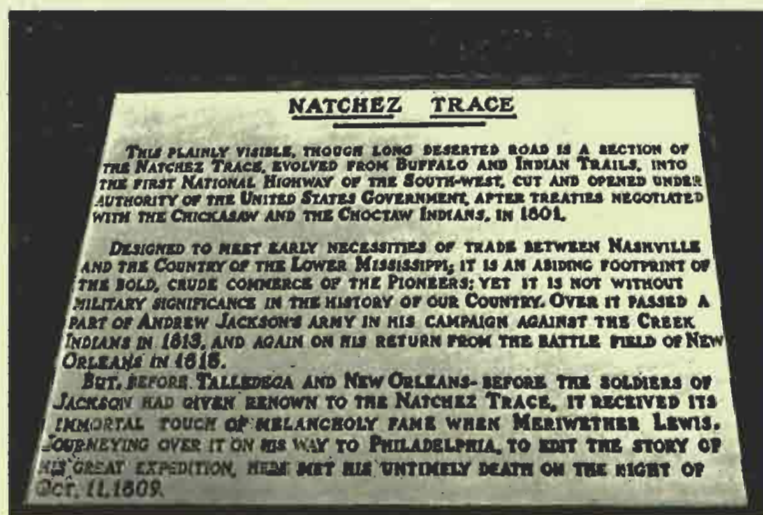 NATCHEZ TRACE
THIS PLAINLY VISIBLE, THOUGH LONG DESERTED ROAD IS A SECTION OF
THE NATCHEZ TRACE, EVOLVED FROM BUFFALO AND INDIAN TRAILS, INTO
THE FIRST NATIONAL HIGHWAY OF THE SOUTH-WEST, CUT AND OPENED UNDER
AUTHORITY OF THE UNITED STATES GOVERNMENT, AFTER TREATIES NEGOTIATED
WITH THE CHICKASAW AND THE CHOCTAW INDIANS, IN 1801.
DESIGNED TO MEET EARLY NECESSITIES OF TRADE BETWEEN NASHVILLE
AND THE COUNTRY OF THE LOWER MISSISSIPPI; IT IS AN ABIDING FOOTPRINT OF
THE BOLD, CRUDE COMMERCE OF THE PIONEERS; YET IT IS NOT WITHOUT
MILITARY SIGNIFICANCE IN THE HISTORY OF OUR COUNTRY. OVER IT PASSED A
PART OF ANDREW JACKSON'S ARMY IN HIS CAMPAIGN AGAINST THE CREEK
INDIANS IN 1813, AND AGAIN ON HIS RETURN FROM THE BATTLE FIELD OF NEW
ORLEANS IN 1815.
BUT, BEFORE TALLEDEGA AND NEW ORLEANS- BEFORE THE SOLDIERS OF
JACKSON HAD GIVEN RENOWN TO THE NATCHEZ TRACE, IT RECEIVED ITS
IMMORTAL TOUCH OF MELANCHOLY FAME WHEN MERIWETHER LEWIS,
JOURNEYING OVER IT ON HIS WAY TO PHILADELPHIA, TO EDIT THE STORY OF
HIS GREAT EXPEDITION, HERE MET HIS UNTIMELY DEATH ON THE NIGHT OF
OCT. 11, 1809.